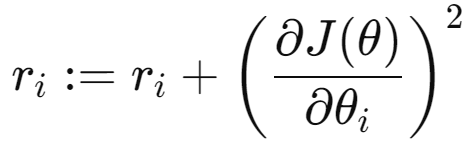 r_i := r_i + \left( \frac{\partial J(\theta)}{\partial \theta_i} \right)^2